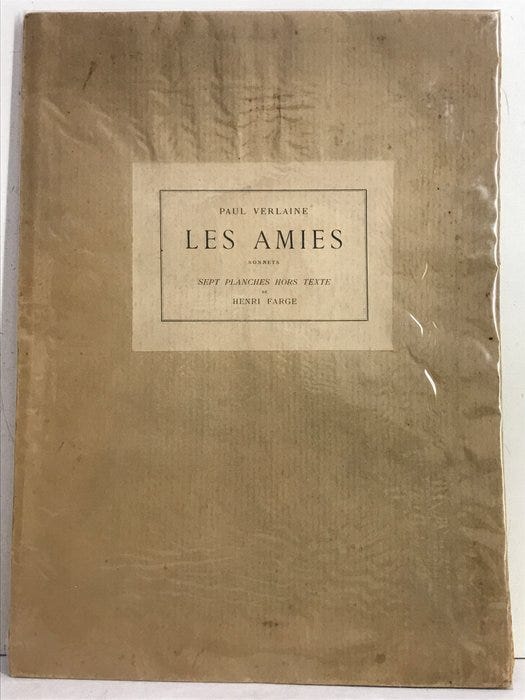 PAUL VERLAINE
LES AMIES
SONNETS
SEPT PLANCHES HORS TEXTE
DE
HENRI FARGE